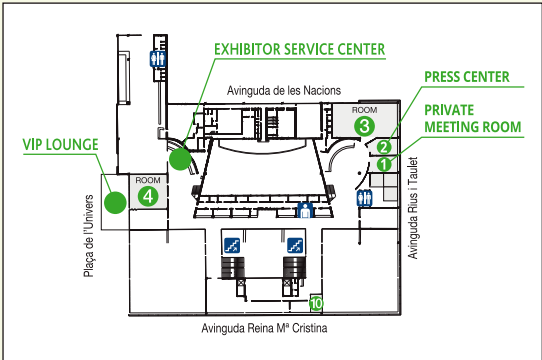 EXHIBITOR SERVICE CENTER
Avinguda de les Nacions
PRESS CENTER
PRIVATE
MEETING ROOM
ROOM
3
2
1
VIP LOUNGE
ROOM
4
Plaça de l'Univers
Avinguda Rius i Taulet
10
Avinguda Reina Mª Cristina